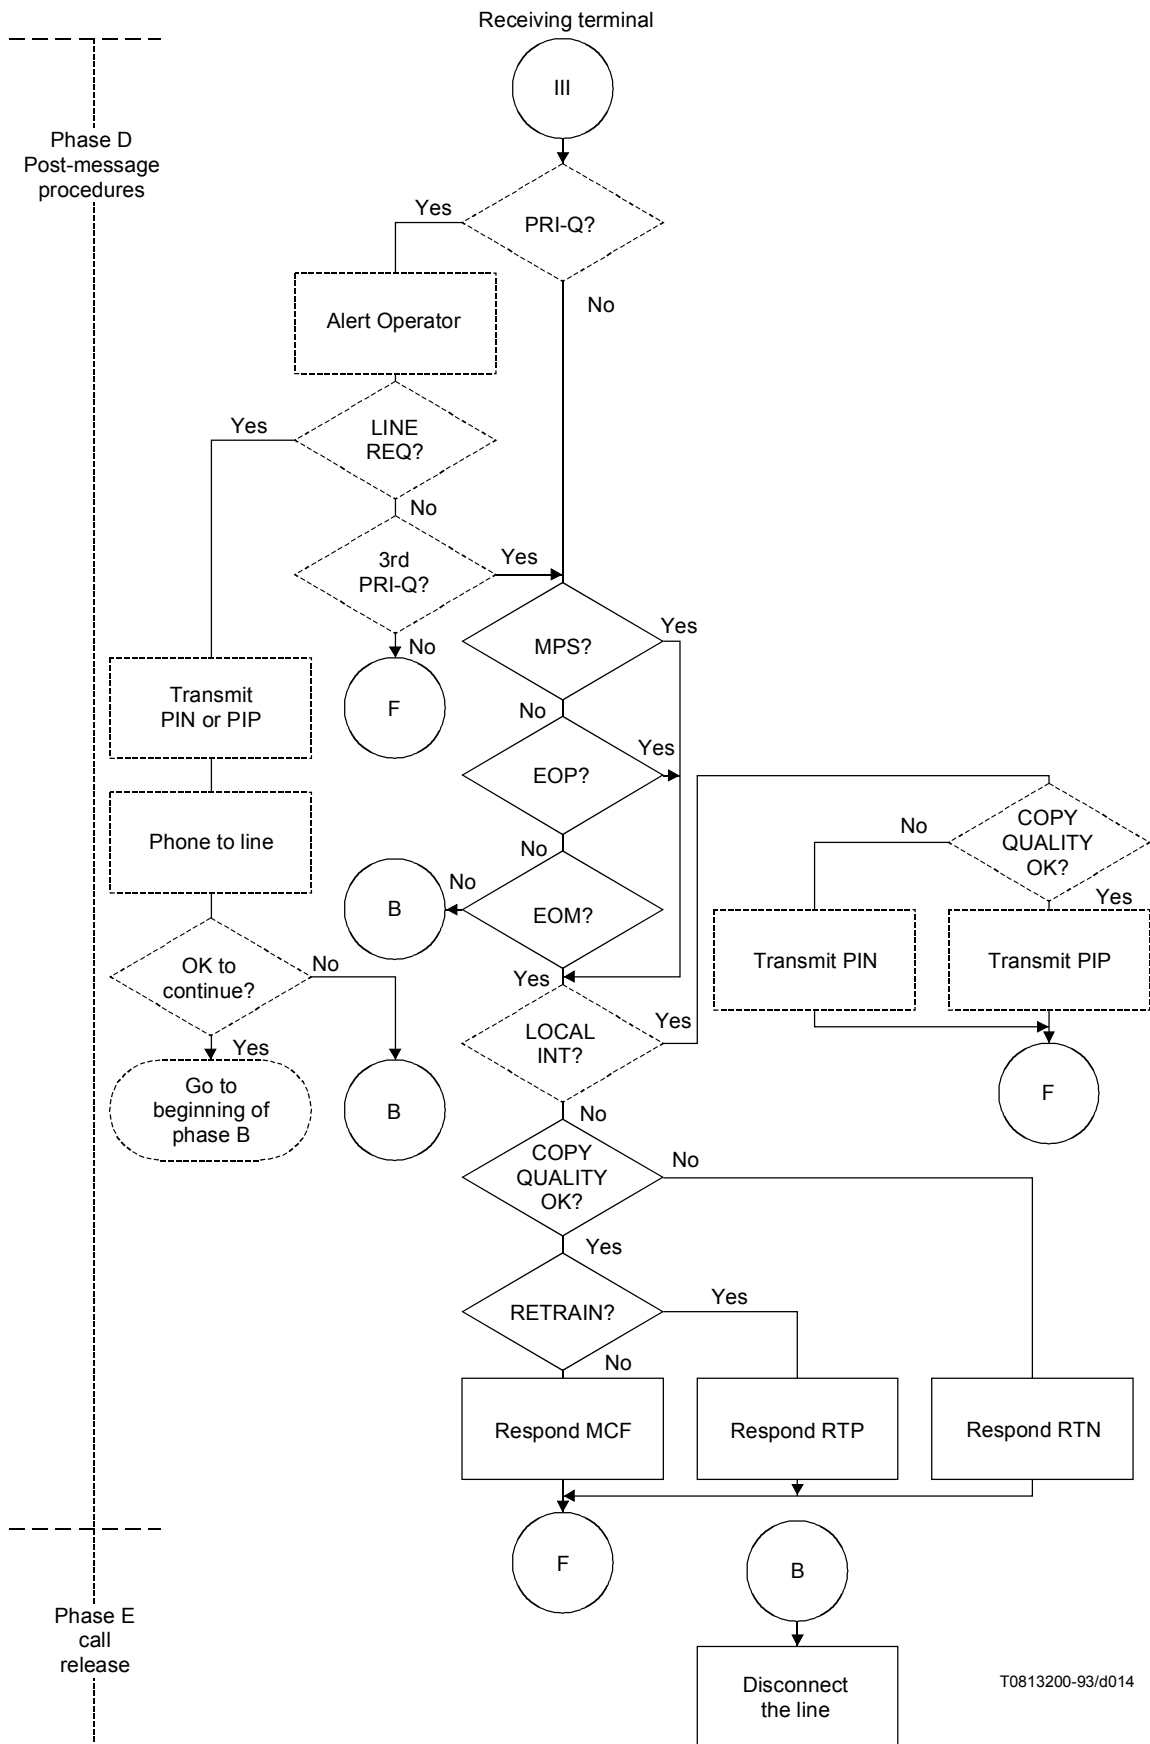 Receiving terminal
III
Phase D
Post-message
procedures
Yes
PRI-Q?
No
Alert Operator
Yes
LINE
REQ?
No
3rd
PRI-Q?
Yes
No
MPS?
Yes
Transmit
PIN or PIP
F
No
EOP?
Yes
Phone to line
No
COPY
QUALITY
OK?
No
B
No
EOM?
Yes
Transmit PIN
Transmit PIP
OK to
continue?
No
Yes
LOCAL
INT?
Yes
Yes
Go to
beginning of
phase B
B
F
No
COPY
QUALITY
OK?
No
Yes
RETRAIN?
Yes
No
Respond MCF
Respond RTP
Respond RTN
F
B
Phase E
call
release
Disconnect
the line
T0813200-93/d014